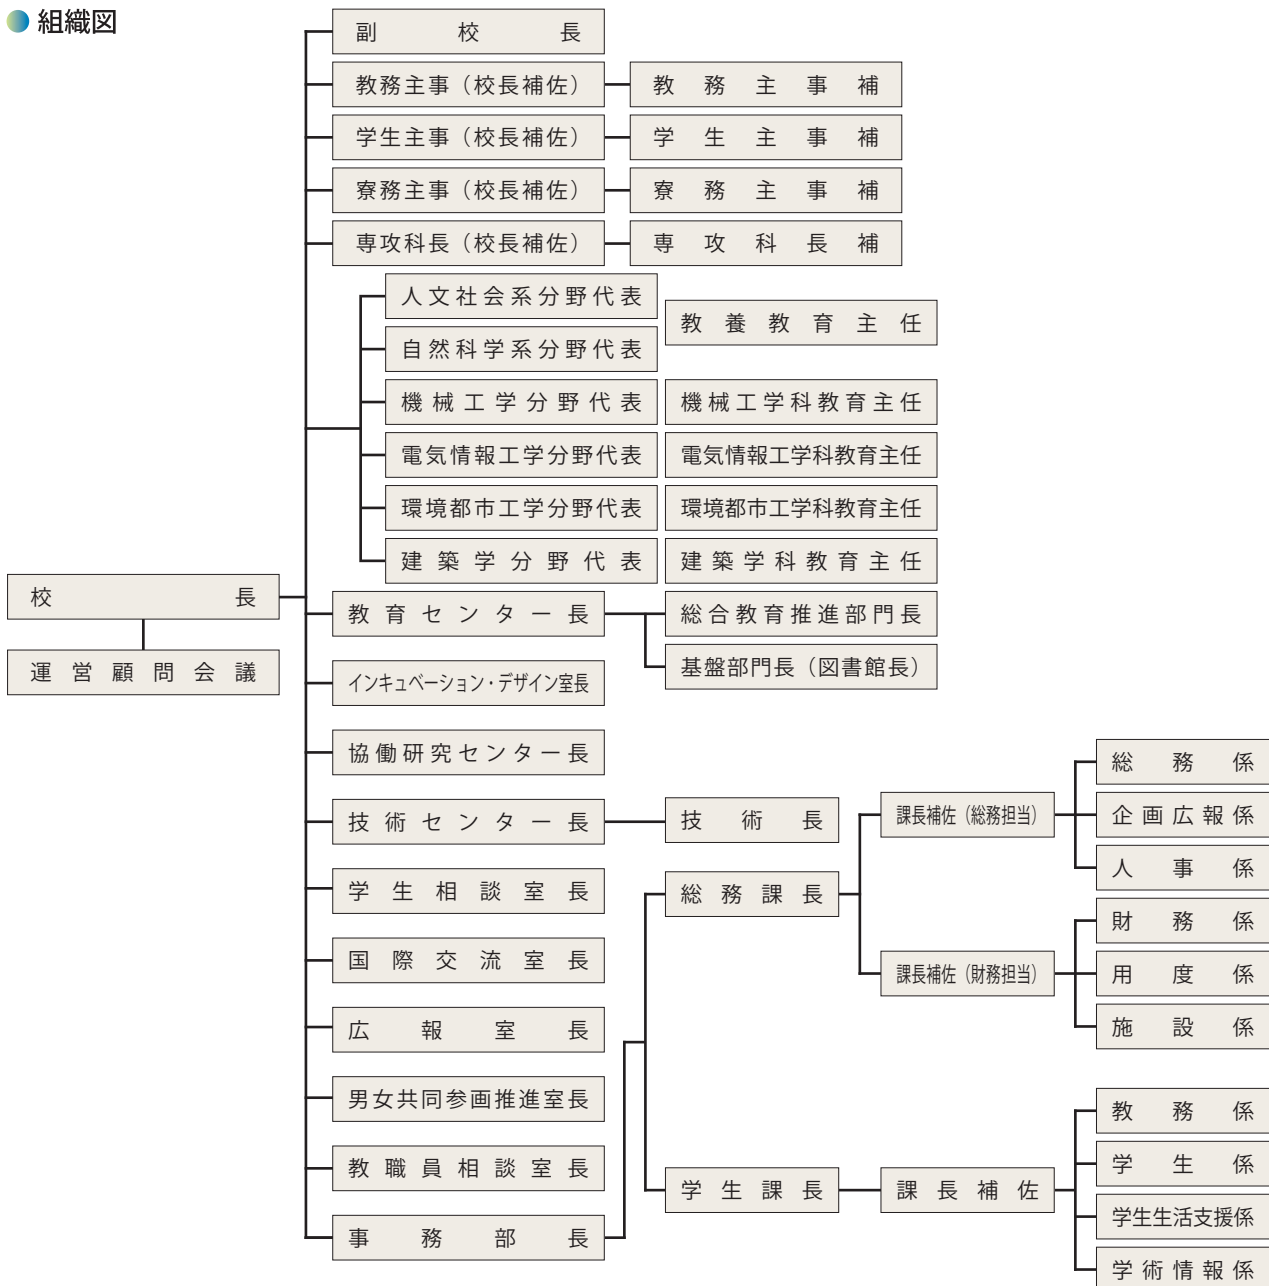 組織図
副校長
教務主事（校長補佐） 教務主事補
学生主事（校長補佐） 学生主事補
寮務主事（校長補佐） 寮務主事補
専攻科長（校長補佐） 専攻科長補
人文社会系分野代表
教養教育主任
自然科学系分野代表
機械工学分野代表 機械工学科教育主任
電気情報工学分野代表 電気情報工学科教育主任
環境都市工学分野代表 環境都市工学科教育主任
建築学分野代表 建築学科教育主任
校長
運営顧問会議
教育センター長 総合教育推進部門長
基盤部門長（図書館長）
インキュベーション・デザイン室長
協働研究センター長
技術センター長 技術長
学生相談室長
国際交流室長
広報室長
男女共同参画推進室長
教職員相談室長
事務部長
総務課長
課長補佐（総務担当）
総務係
企画広報係
人事係
課長補佐（財務担当）
財務係
用度係
施設係
学生課長 課長補佐
教務係
学生係
学生生活支援係
学術情報係